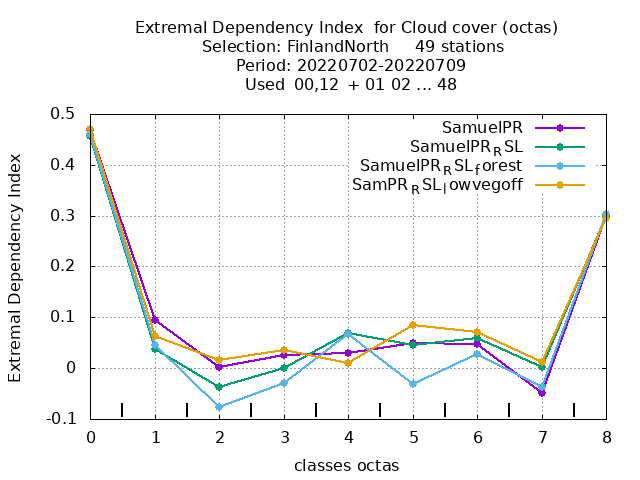 Extremal Dependency Index  for Cloud cover (octas)
Selection: FinlandNorth     49 stations
Period: 20220702-20220709
Used  00,12  + 01 02 ... 48
0.5
0.4
0.3
0.2
0.1
0
-0.1
Extremal Dependency Index
SamuelPR
SamuelPR_RSL
SamuelPR_RSL_forest
SamPR_RSL_lowvegoff
0 1 2 3 4 5 6 7 8
classes octas